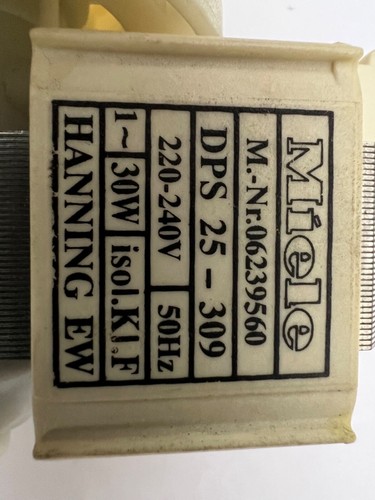 Miele
M.-Nr.06239560
DPS 25 - 309
220-240V 50Hz
1~ 30W isol.Kl.F
HANNING EW